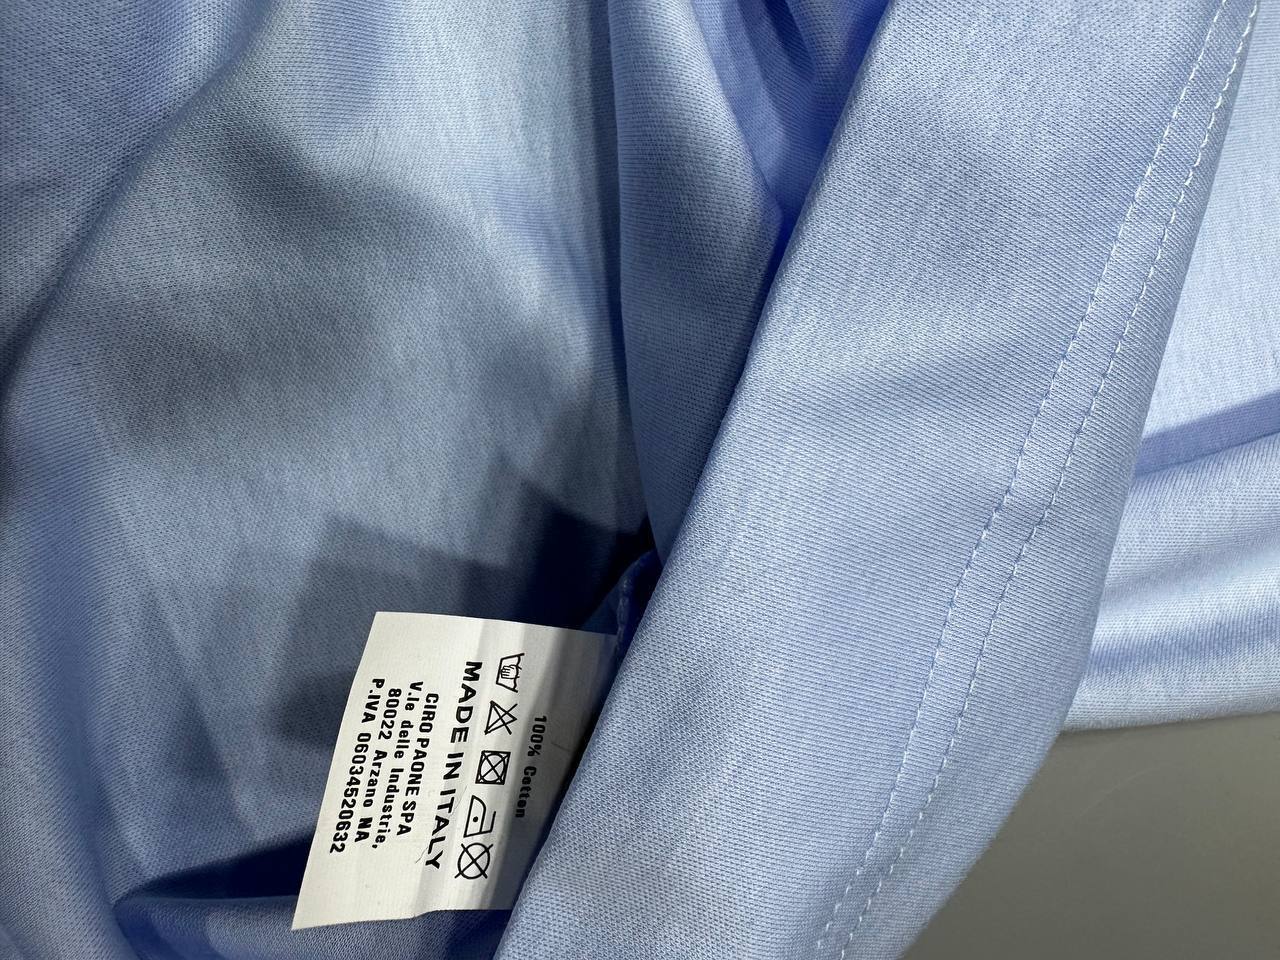 100% Cotton
MADE IN ITALY
CIRO PAONE SPA
V.le delle Industrie,
80022 Arzano NA
P.IVA 06034520632